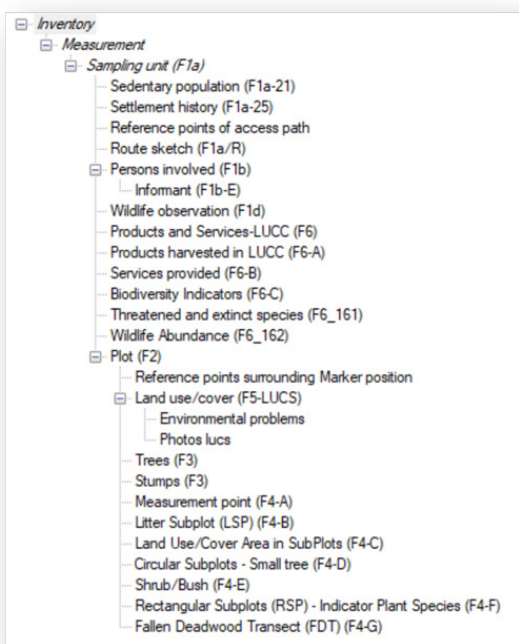 Inventory
Measurement
Sampling unit (F1a)
Sedentary population (F1a-21)
Settlement history (F1a-25)
Reference points of access path
Route sketch (F1a/R)
Persons involved (F1b)
Informant (F1b-E)
Wildlife observation (F1d)
Products and Services-LUCC (F6)
Products harvested in LUCC (F6-A)
Services provided (F6-B)
Biodiversity Indicators (F6-C)
Threatened and extinct species (F6_161)
Wildlife Abundance (F6_162)
Plot (F2)
Reference points surrounding Marker position
Land use/cover (F5-LUCS)
Environmental problems
Photos lucs
Trees (F3)
Stumps (F3)
Measurement point (F4-A)
Litter Subplot (LSP) (F4-B)
Land Use/Cover Area in SubPlots (F4-C)
Circular Subplots - Small tree (F4-D)
Shrub/Bush (F4-E)
Rectangular Subplots (RSP) - Indicator Plant Species (F4-F)
Fallen Deadwood Transect (FDT) (F4-G)